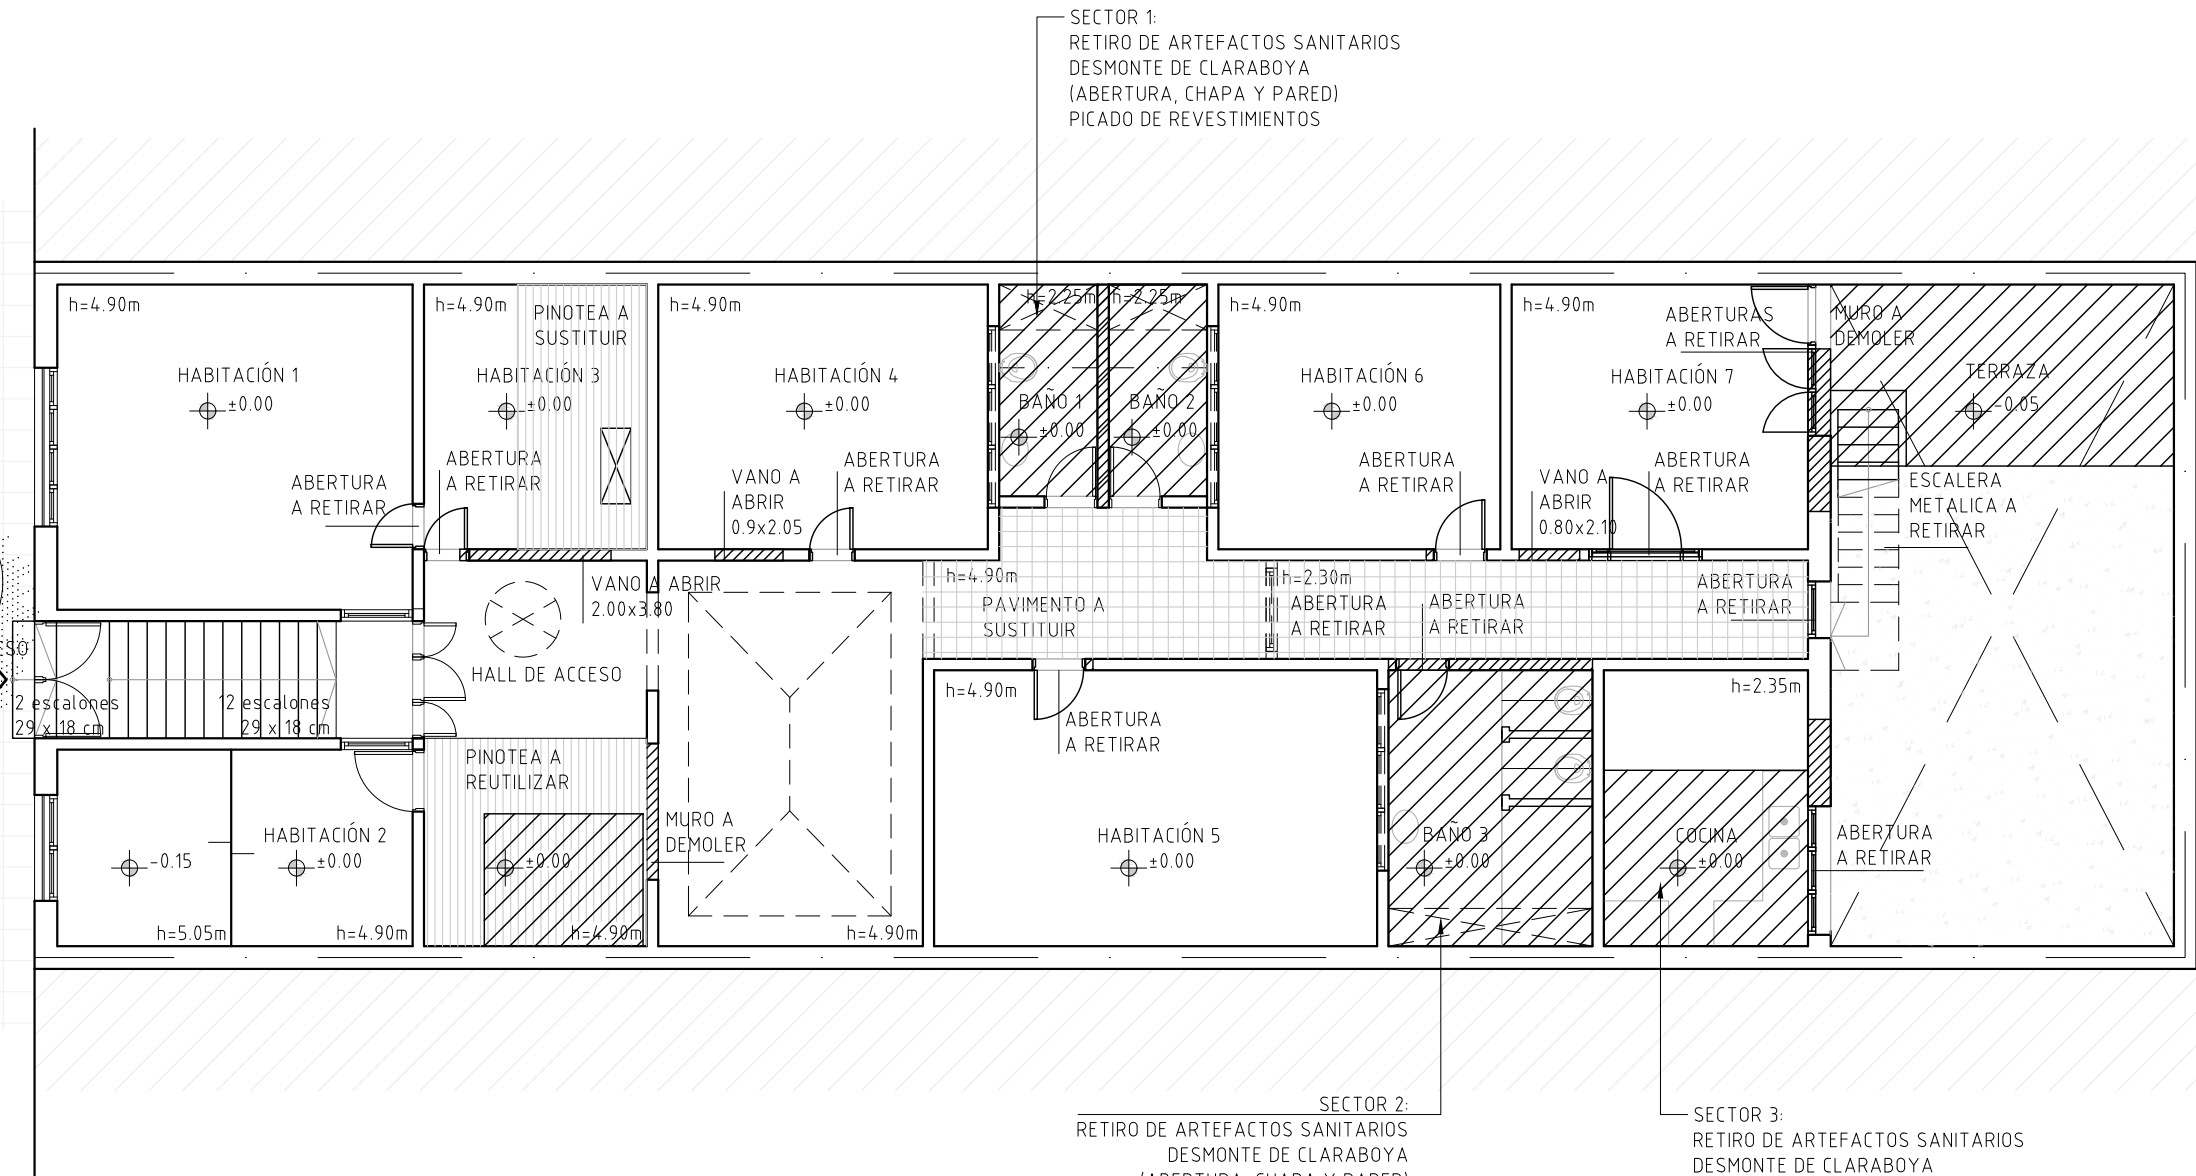 SECTOR 1:
RETIRO DE ARTEFACTOS SANITARIOS
DESMONTE DE CLARABOYA
(ABERTURA, CHAPA Y PARED)
PICADO DE REVESTIMIENTOS
h=4.90m
HABITACIÓN 1
±0.00
ABERTURA
A RETIRAR
h=4.90m
PINOTEA A
SUSTITUIR
HABITACIÓN 3
±0.00
ABERTURA
A RETIRAR
h=4.90m
HABITACIÓN 4
±0.00
VANO A
ABRIR
0.9x2.05
ABERTURA
A RETIRAR
h=2.25m
BAÑO 1
±0.00
h=2.25m
BAÑO 2
±0.00
h=4.90m
HABITACIÓN 6
±0.00
ABERTURA
A RETIRAR
h=4.90m
ABERTURAS
A RETIRAR
HABITACIÓN 7
±0.00
VANO A
ABRIR
0.80x2.10
ABERTURA
A RETIRAR
MURO A
DEMOLER
TERRAZA
-0.05
ESCALERA
METALICA A
RETIRAR
VANO A ABRIR
2.00x3.80
HALL DE ACCESO
h=4.90m
PAVIMENTO A
SUSTITUIR
h=2.30m
ABERTURA
A RETIRAR
ABERTURA
A RETIRAR
ABERTURA
A RETIRAR
2 escalones
29 x 18 cm
12 escalones
29 x 18 cm
PINOTEA A
REUTILIZAR
±0.00
h=4.90m
-0.15
h=5.05m
HABITACIÓN 2
±0.00
h=4.90m
MURO A
DEMOLER
h=4.90m
h=4.90m
ABERTURA
A RETIRAR
HABITACIÓN 5
±0.00
BAÑO 3
±0.00
h=2.35m
COCINA
±0.00
ABERTURA
A RETIRAR
SECTOR 2:
RETIRO DE ARTEFACTOS SANITARIOS
DESMONTE DE CLARABOYA
(ABERTURA, CHAPA Y PARED)
SECTOR 3:
RETIRO DE ARTEFACTOS SANITARIOS
DESMONTE DE CLARABOYA